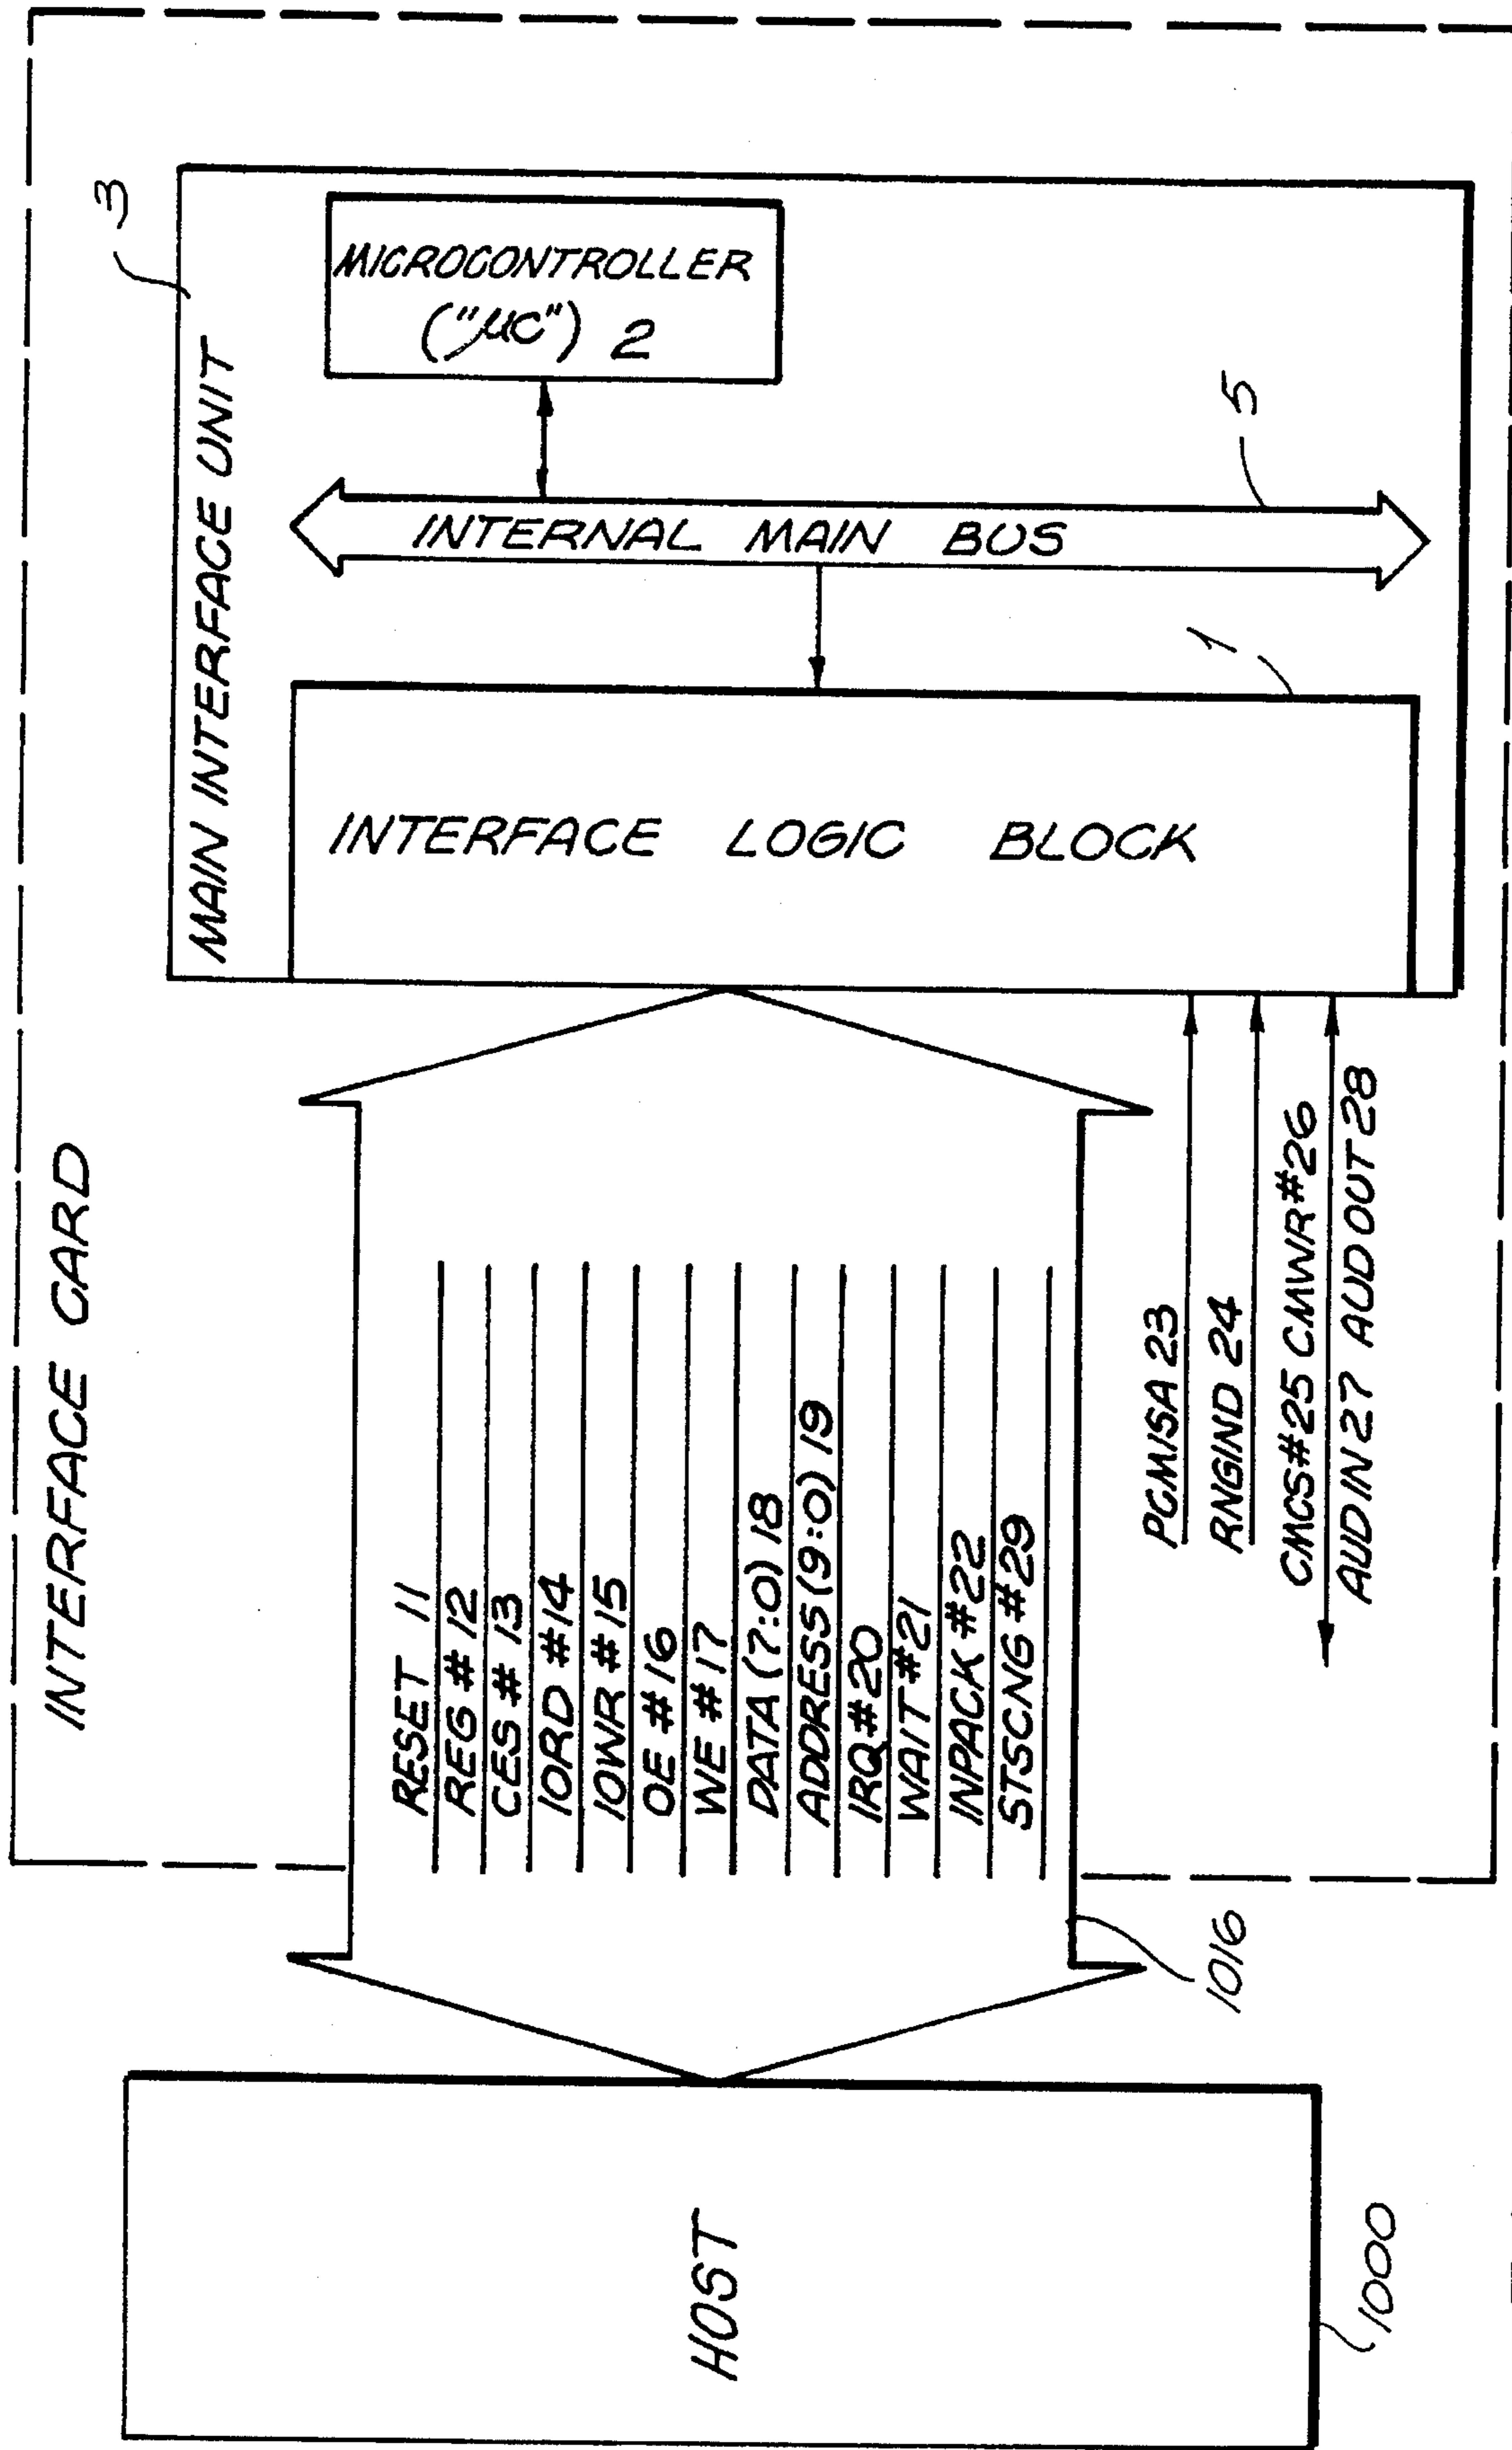 INTERFACE CARD
3
MAIN INTERFACE UNIT
MICROCONTROLLER
("µC") 2
INTERNAL MAIN BUS
5
INTERFACE LOGIC BLOCK
1
RESET 11
REG # 12
CES # 13
IORD #14
IOWR #15
OE #16
WE #17
DATA (7:0) 18
ADDRESS (9:0) 19
IRQ #20
WAIT #21
INPACK #22
STSCNG #29
PCMISA 23
RNGIND 24
CMCS#25 CMWR#26
AUDIN 27 AUDOUT 28
1016
HOST
1000